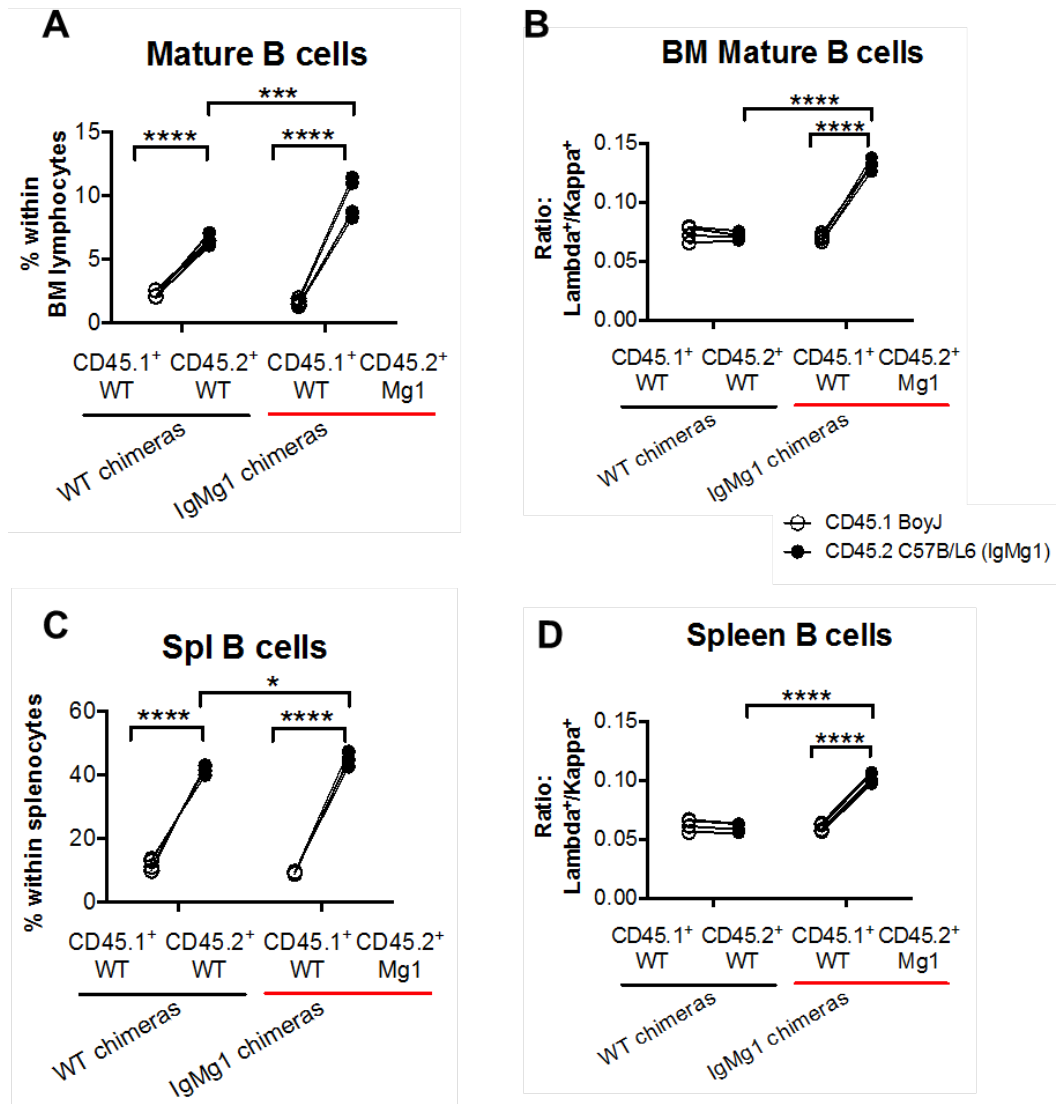 A
Mature B cells
***
****
****
% within
BM lymphocytes
15
10
5
0
CD45.1+ CD45.2+ CD45.1+ CD45.2+
WT WT WT Mg1
WT chimeras
IgMg1 chimeras
B
BM Mature B cells
****
****
Ratio:
Lambda+/Kappa+
0.15
0.10
0.05
0.00
CD45.1+ CD45.2+ CD45.1+ CD45.2+
WT WT WT Mg1
WT chimeras
IgMg1 chimeras
CD45.1 BoyJ
CD45.2 C57B/L6 (IgMg1)
C
Spl B cells
*
****
****
% within splenocytes
60
40
20
0
CD45.1+ CD45.2+ CD45.1+ CD45.2+
WT WT WT Mg1
WT chimeras
IgMg1 chimeras
D
Spleen B cells
****
****
Ratio:
Lambda+/Kappa+
0.15
0.10
0.05
0.00
CD45.1+ CD45.2+ CD45.1+ CD45.2+
WT WT WT Mg1
WT chimeras
IgMg1 chimeras